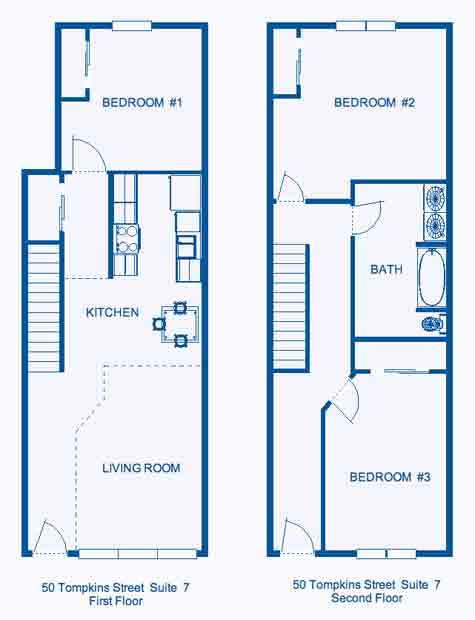 BEDROOM #1
KITCHEN
LIVING ROOM
50 Tompkins Street Suite 7
First Floor
BEDROOM #2
BATH
BEDROOM #3
50 Tompkins Street Suite 7
Second Floor